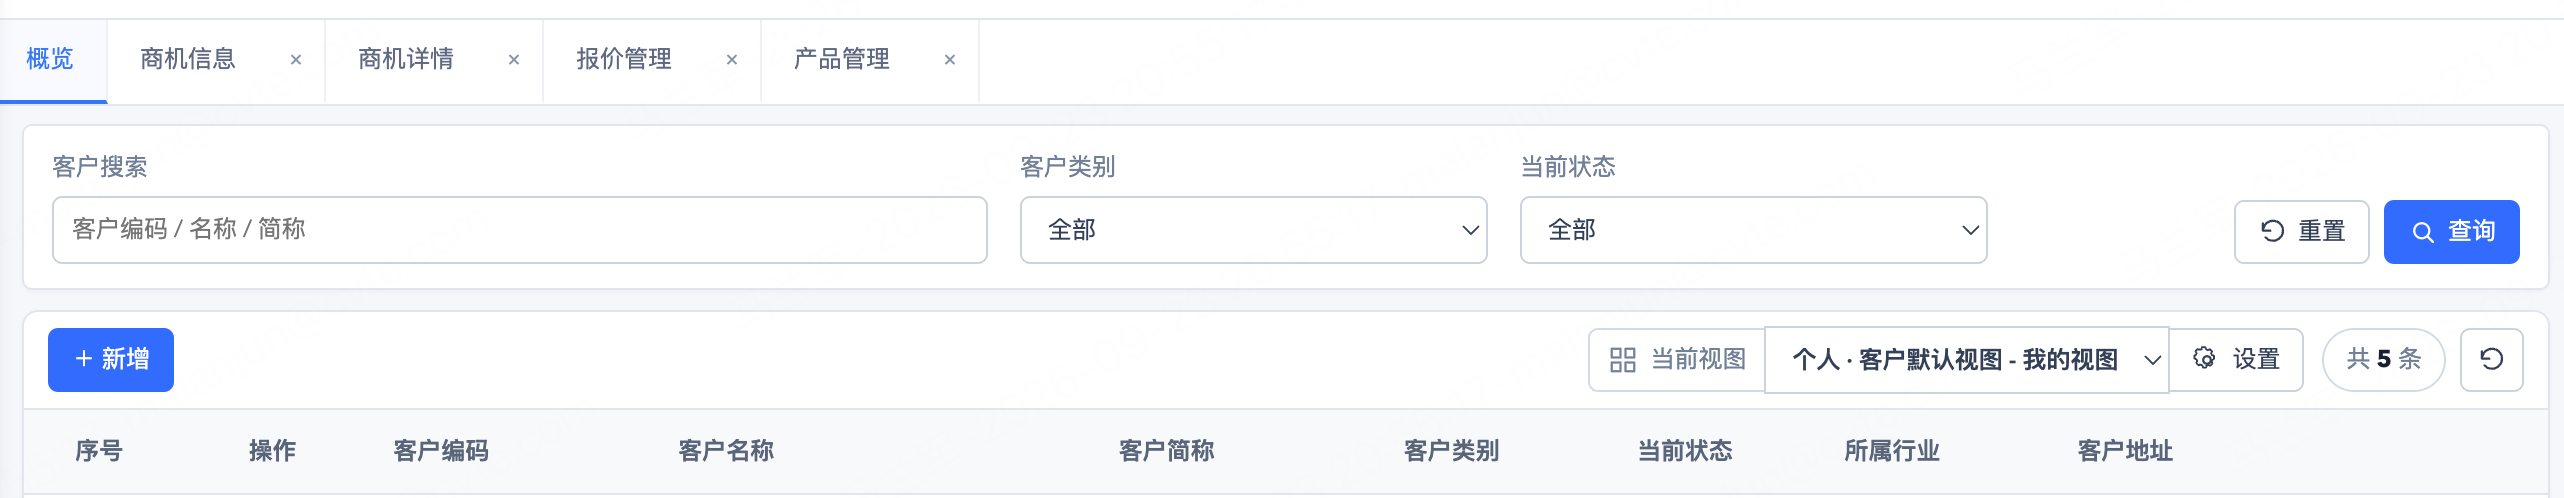 概览 商机信息 × 商机详情 × 报价管理 × 产品管理 ×
客户搜索 客户类别 当前状态
客户编码 / 名称 / 简称 全部 全部 重置 查询
+ 新增 当前视图 个人 · 客户默认视图 - 我的视图 设置 共 5 条
序号 操作 客户编码 客户名称 客户简称 客户类别 当前状态 所属行业 客户地址